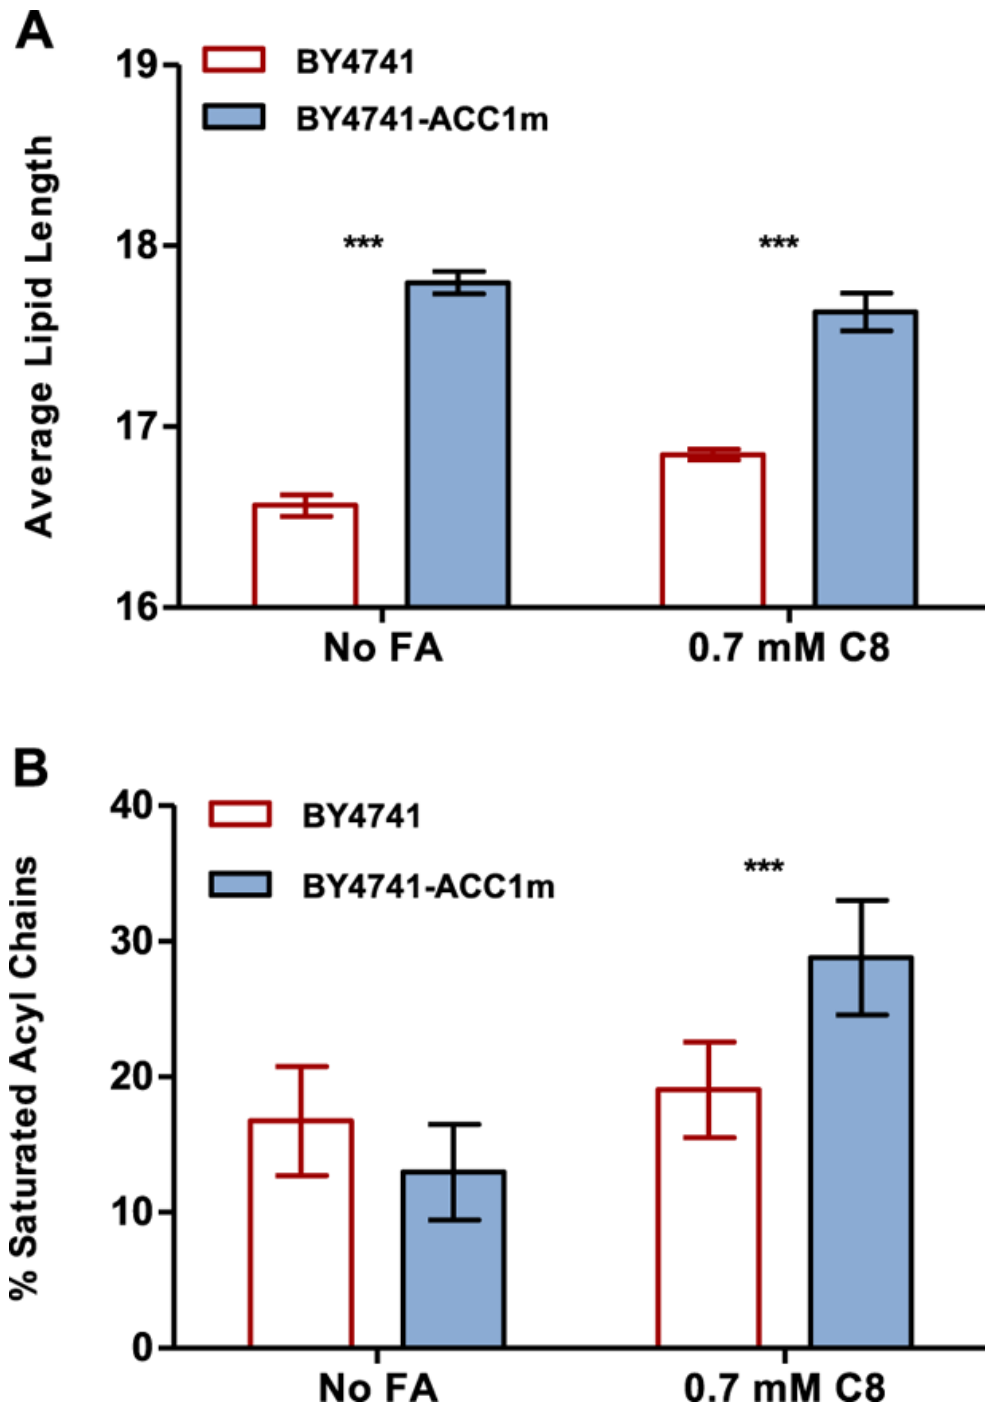 A
BY4741
BY4741-ACC1m
Average Lipid Length
19
18
17
16
***
***
No FA
0.7 mM C8
B
BY4741
BY4741-ACC1m
% Saturated Acyl Chains
40
30
20
10
0
***
No FA
0.7 mM C8